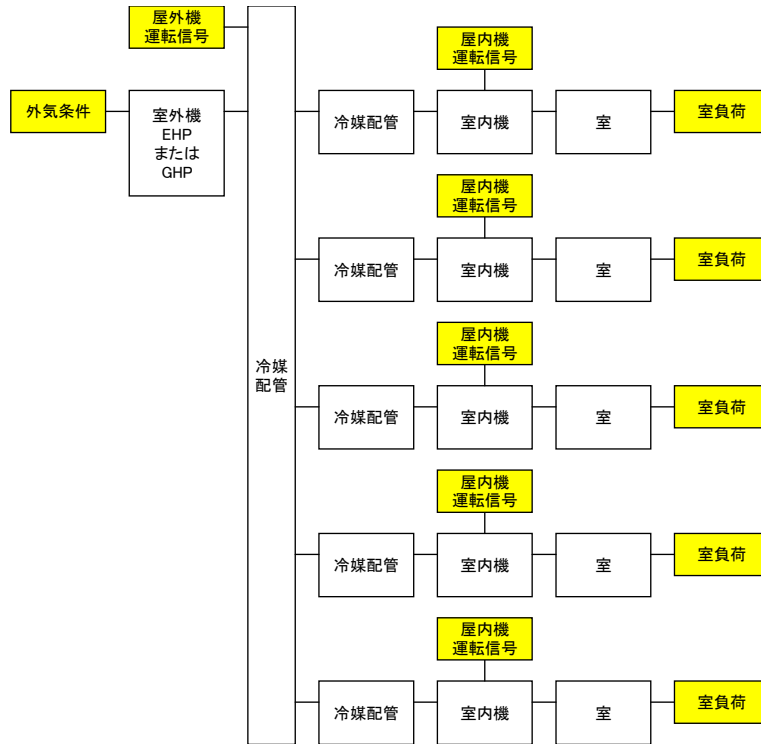 屋外機
運転信号
外気条件
室外機
EHP
または
GHP
冷媒
配管
屋内機
運転信号
冷媒配管
室内機
室
室負荷
屋内機
運転信号
冷媒配管
室内機
室
室負荷
屋内機
運転信号
冷媒配管
室内機
室
室負荷
屋内機
運転信号
冷媒配管
室内機
室
室負荷
屋内機
運転信号
冷媒配管
室内機
室
室負荷